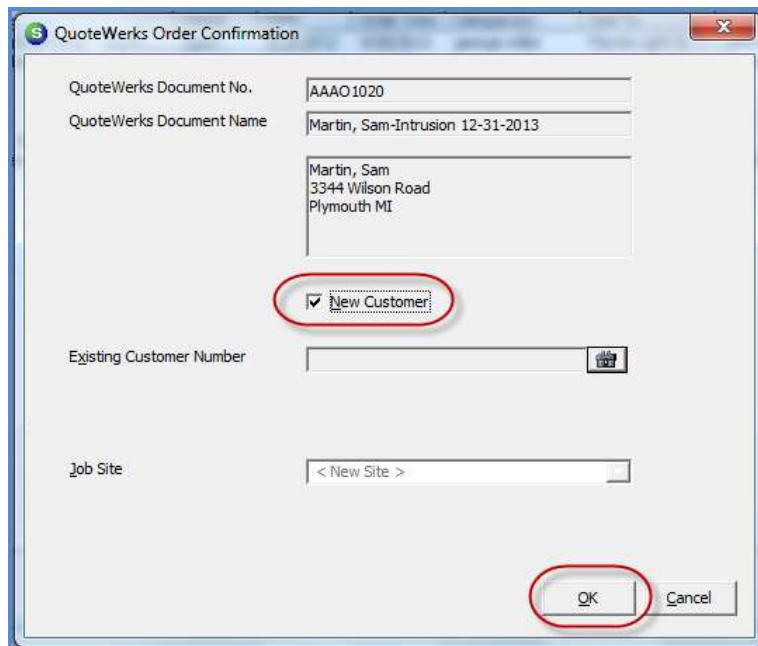 QuoteWerks Order Confirmation
QuoteWerks Document No.
AAAO1020
QuoteWerks Document Name
Martin, Sam-Intrusion 12-31-2013
Martin, Sam
3344 Wilson Road
Plymouth MI
New Customer
Existing Customer Number
Job Site
< New Site >
OK
Cancel